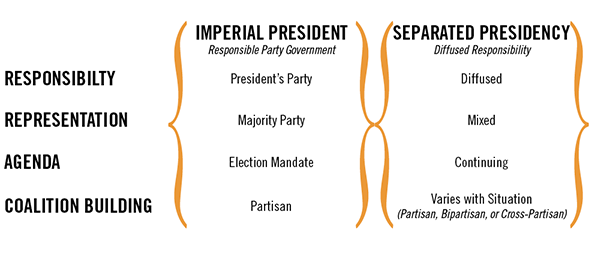 IMPERIAL PRESIDENT SEPARATED PRESIDENCY
Responsible Party Government Diffused Responsibility
RESPONSIBILTY President's Party Diffused
REPRESENTATION Majority Party Mixed
AGENDA Election Mandate Continuing
COALITION BUILDING Partisan Varies with Situation
(Partisan, Bipartisan, or Cross-Partisan)